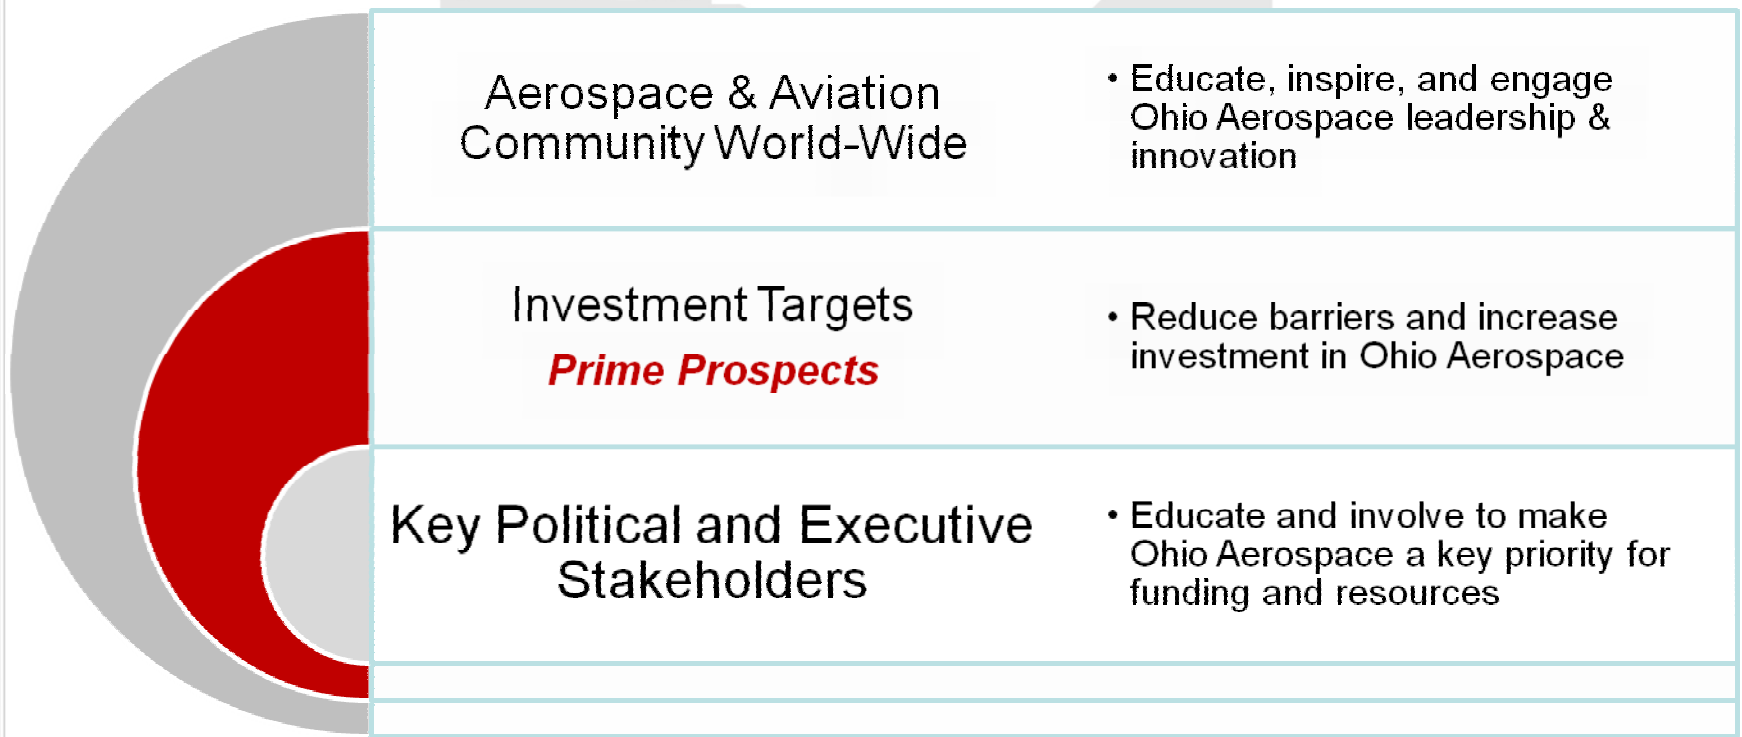 Aerospace & Aviation
Community World-Wide
• Educate, inspire, and engage
Ohio Aerospace leadership &
innovation
Investment Targets
Prime Prospects
• Reduce barriers and increase
investment in Ohio Aerospace
Key Political and Executive
Stakeholders
• Educate and involve to make
Ohio Aerospace a key priority for
funding and resources